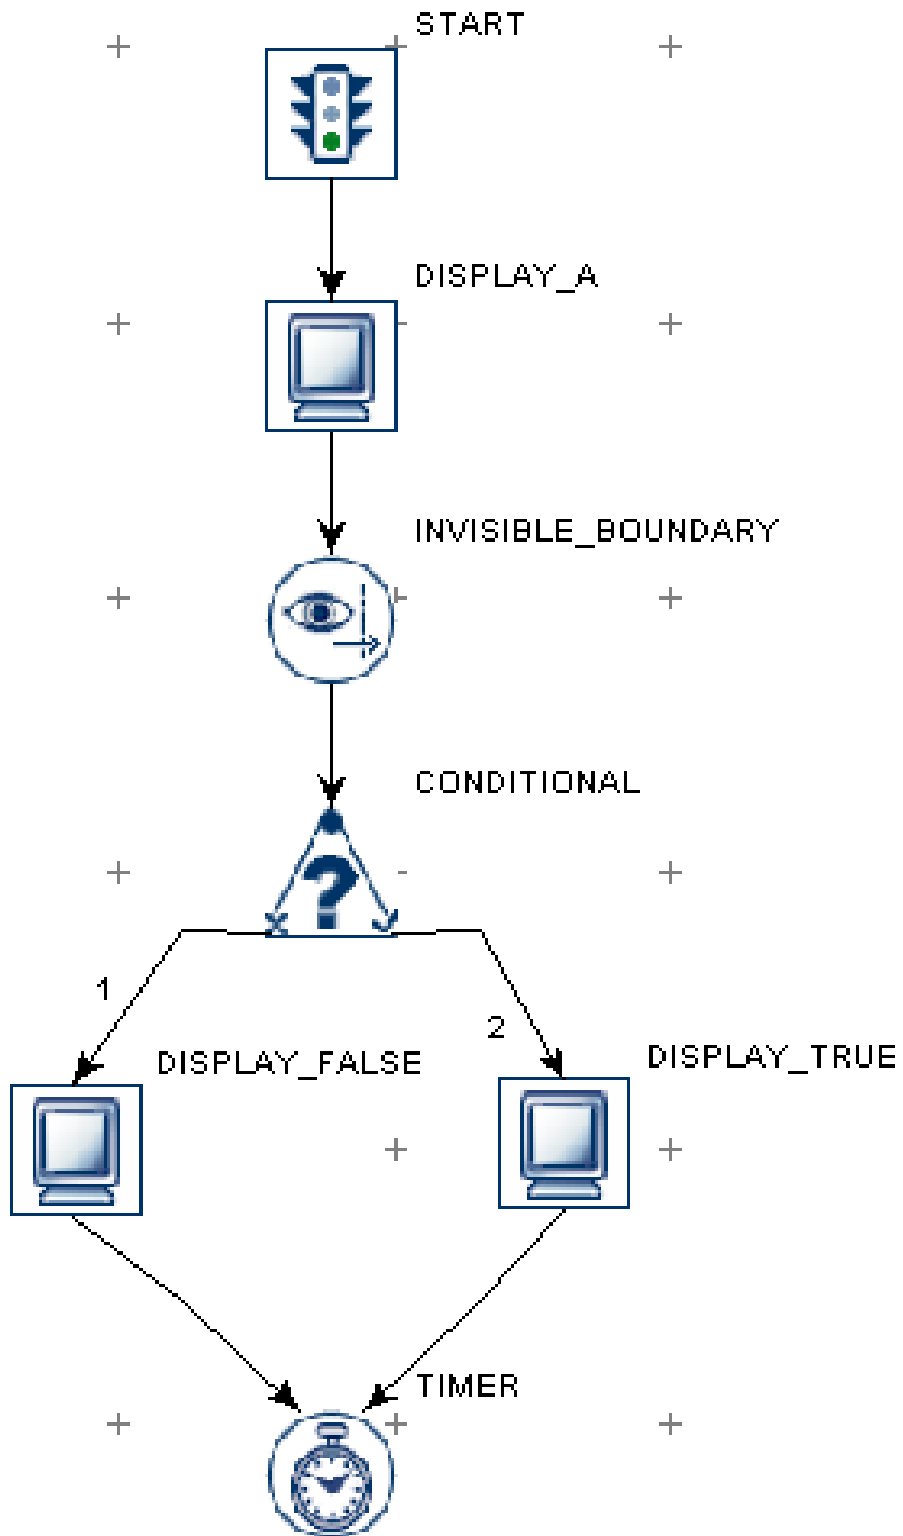 START
DISPLAY_A
INVISIBLE_BOUNDARY
CONDITIONAL
?
1
2
DISPLAY_FALSE
DISPLAY_TRUE
TIMER